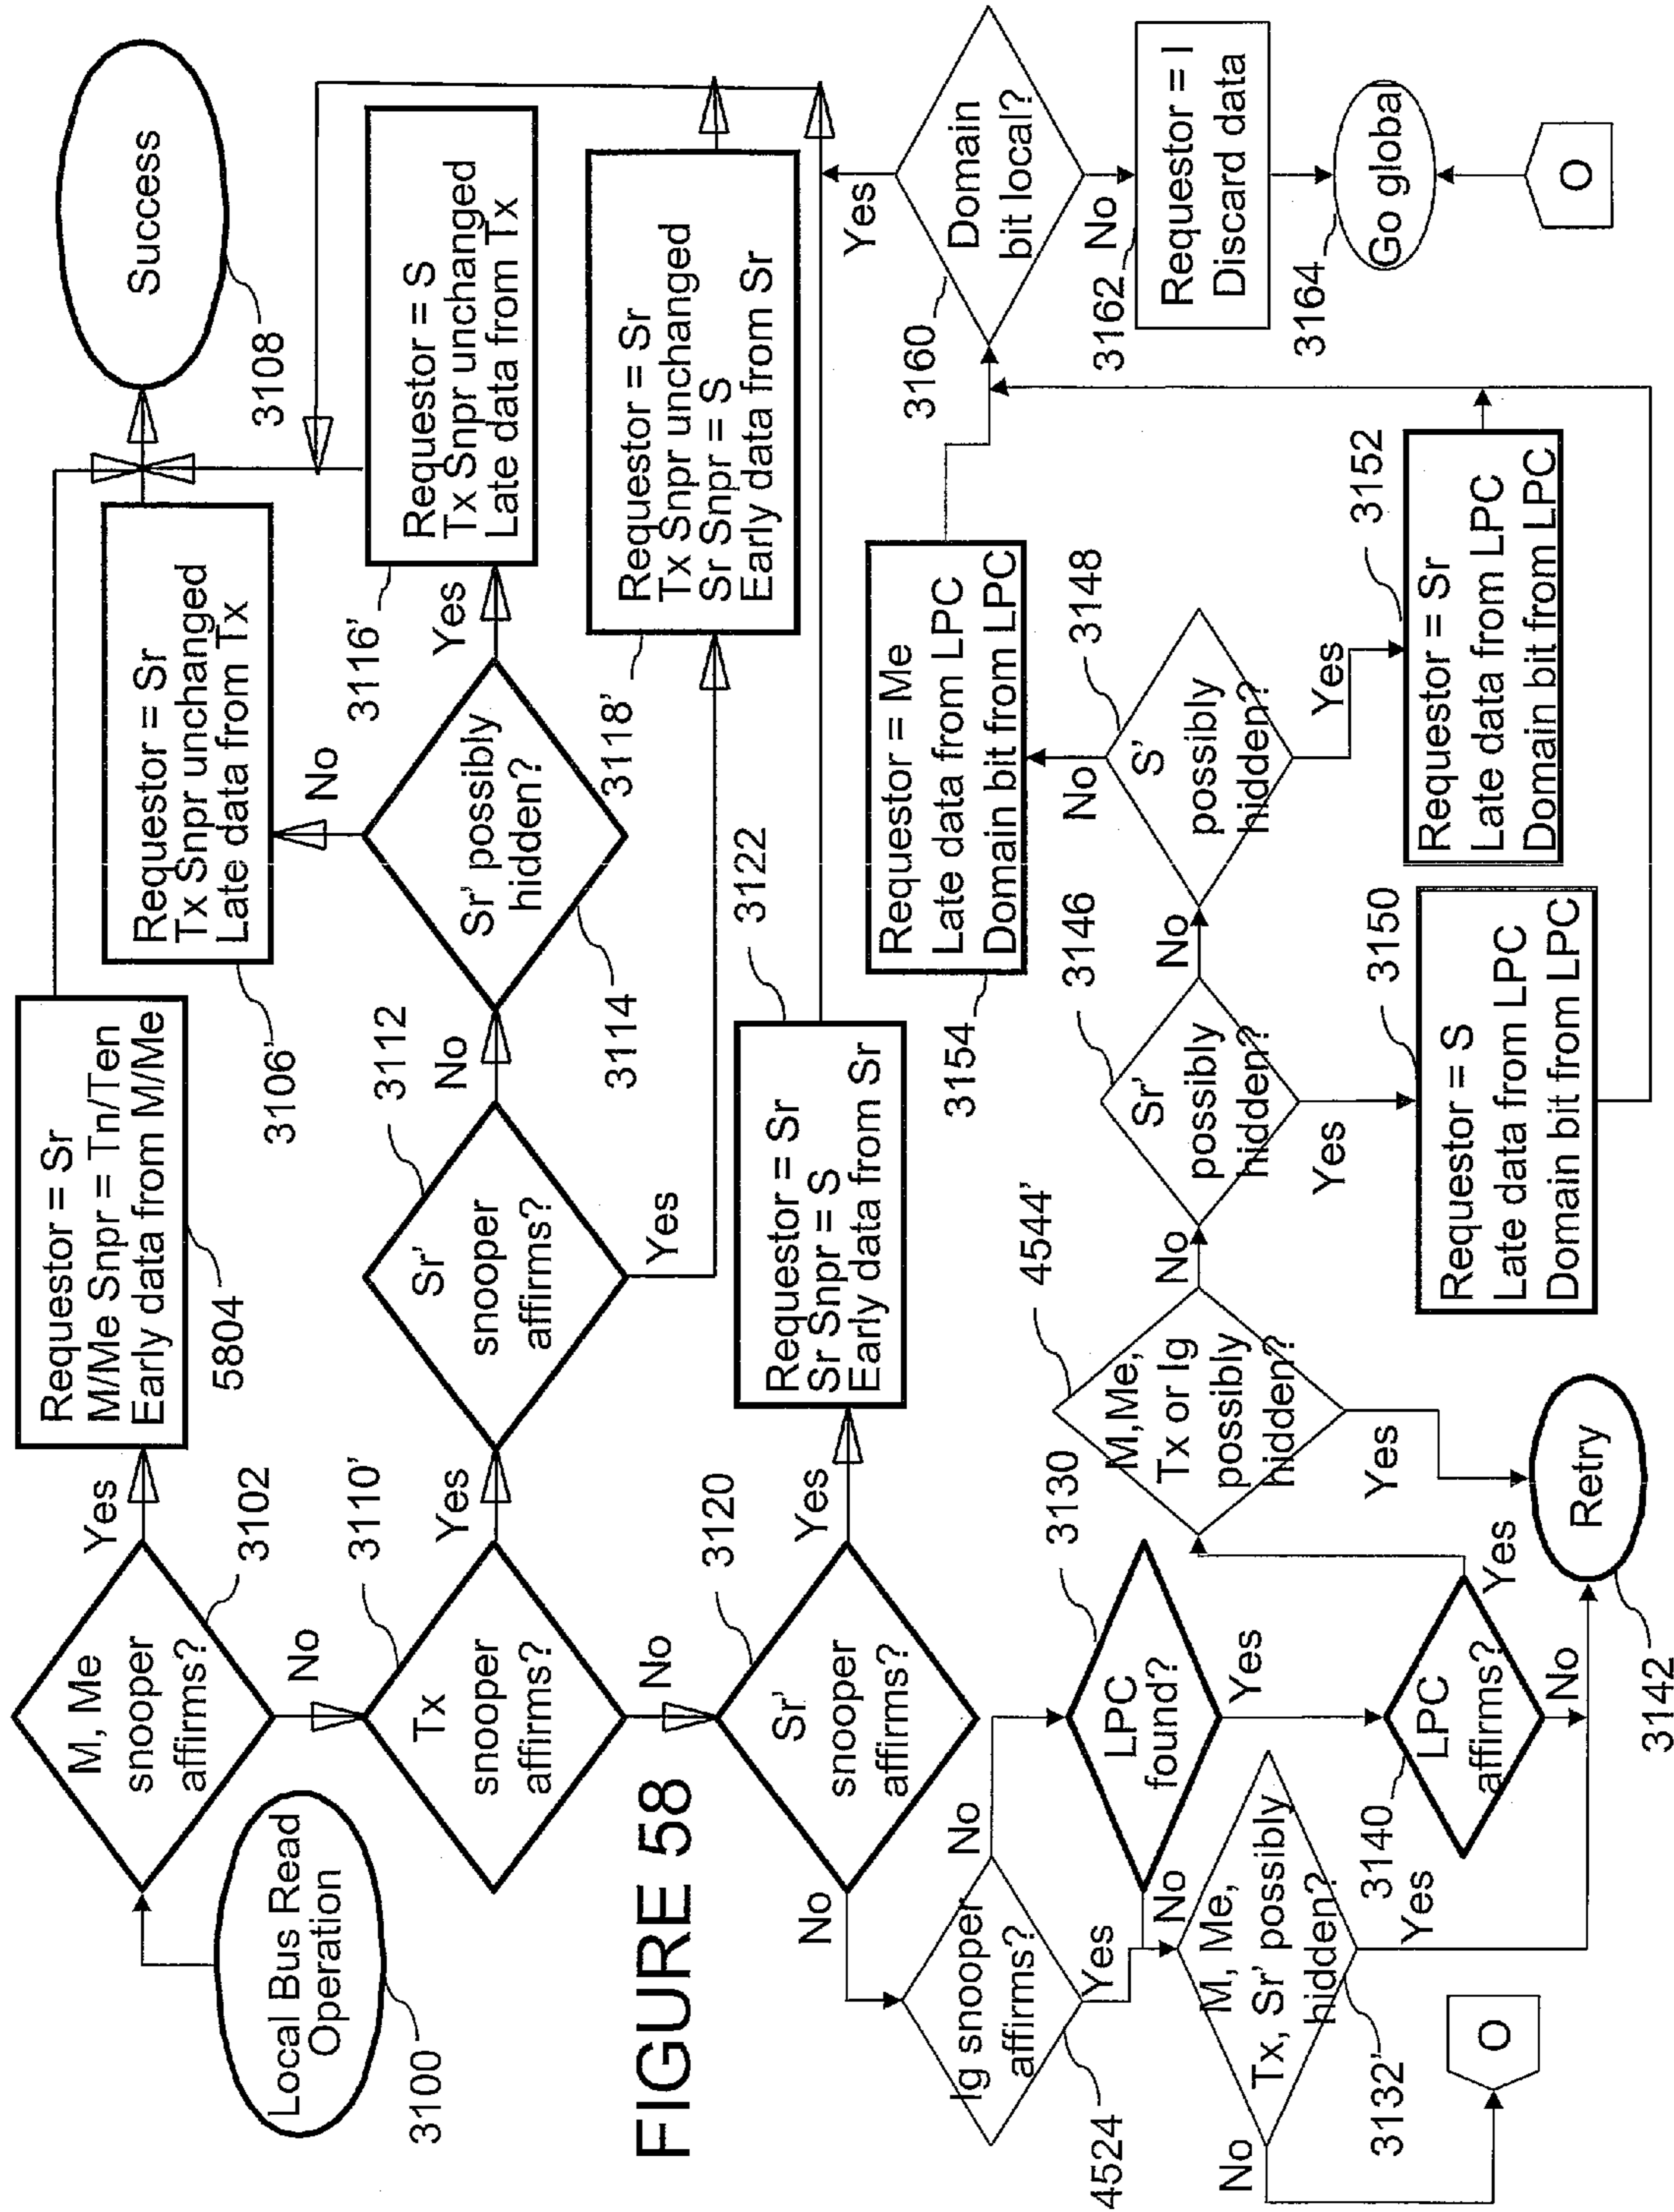 Local Bus Read
Operation
3100
M, Me
snooper
affirms?
3102
Yes
No
Requestor = Sr
M/Me Snpr = Tn/Ten
Early data from M/Me
5804
Requestor = Sr
Tx Snpr unchanged
Late data from Tx
3106'
Success
3108
Tx
snooper
affirms?
3110'
Yes
No
Sr'
snooper
affirms?
3112
No
Yes
Sr' possibly
hidden?
3114
No
Yes
Requestor = S
Tx Snpr unchanged
Late data from Tx
3116'
Requestor = Sr
Tx Snpr unchanged
Sr Snpr = S
Early data from Sr
3118'
Sr'
snooper
affirms?
3120
Yes
No
Requestor = Sr
Sr Snpr = S
Early data from Sr
3122
FIGURE 58
Ig snooper
affirms?
4524
No
Yes
LPC
found?
3130
No
Yes
M, Me,
Tx, Sr' possibly
hidden?
3132'
No
Yes
O
LPC
affirms?
3140
Yes
No
Retry
3142
M,Me,
Tx or Ig
possibly
hidden?
4544'
No
Yes
Sr'
possibly
hidden?
3146
No
Yes
S'
possibly
hidden?
3148
No
Yes
Requestor = S
Late data from LPC
Domain bit from LPC
3150
Requestor = Sr
Late data from LPC
Domain bit from LPC
3152
Requestor = Me
Late data from LPC
Domain bit from LPC
3154
Domain
bit local?
3160
Yes
No
Requestor = I
Discard data
3162
Go global
3164
O